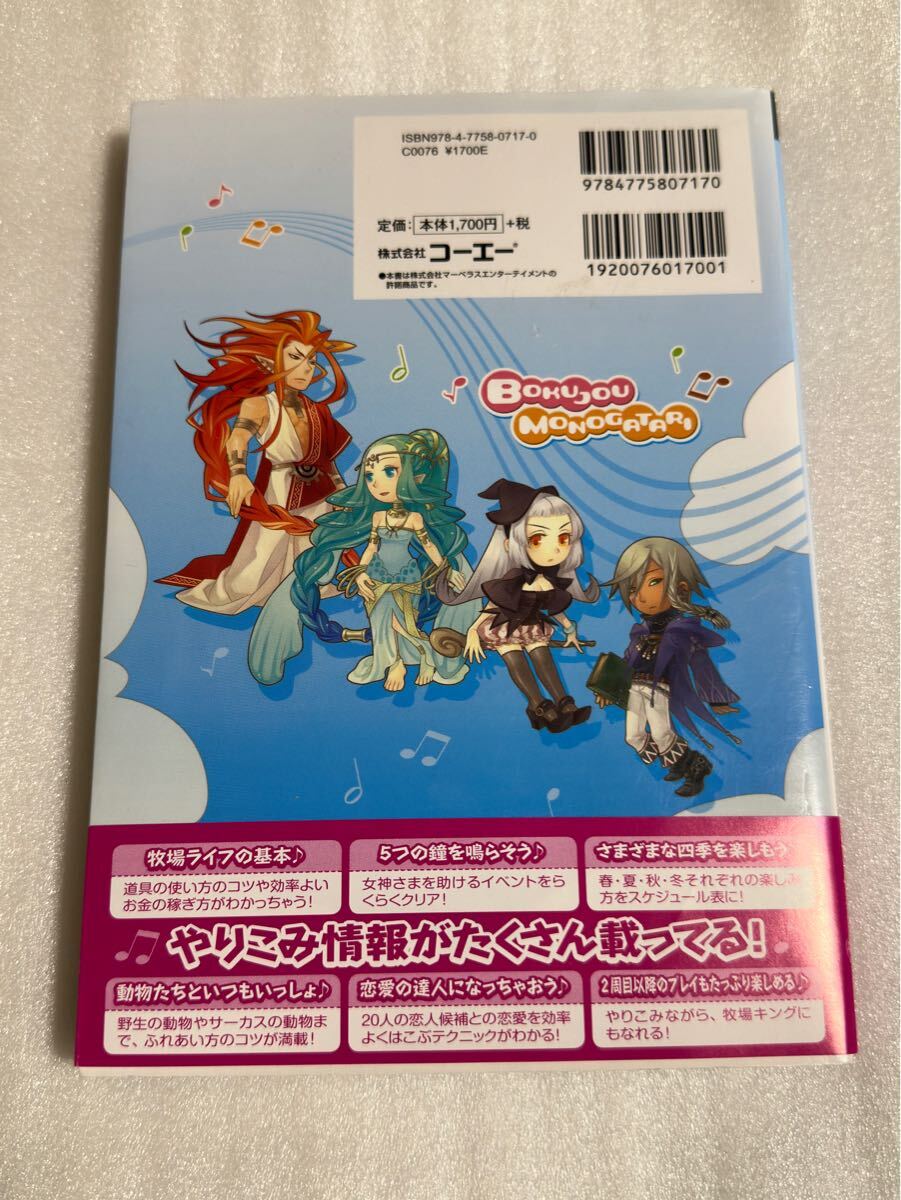 ISBN978-4-7758-0717-0
C0076 ¥1700E
9784775807170
定価：本体1,700円+税
株式会社コーエー®
1920076017001
●本書は株式会社マーベラスエンターテイメントの
許諾商品です。
BOKUJOU
MONOGATARI
牧場ライフの基本♪
道具の使い方のコツや効率よい
お金の稼ぎ方がわかっちゃう！
5つの鐘を鳴らそう♪
女神さまを助けるイベントをら
くらくクリア！
さまざまな四季を楽しもう
春・夏・秋・冬それぞれの楽しみ
方をスケジュール表に！
やりこみ情報がたくさん載ってる！
動物たちといつもいっしょ♪
野生の動物やサーカスの動物ま
で、ふれあい方のコツが満載！
恋愛の達人になっちゃおう♪
20人の恋人候補との恋愛を効率
よくはこぶテクニックがわかる！
2周目以降のプレイもたっぷり楽しめる♪
やりこみながら、牧場キングに
もなれる！